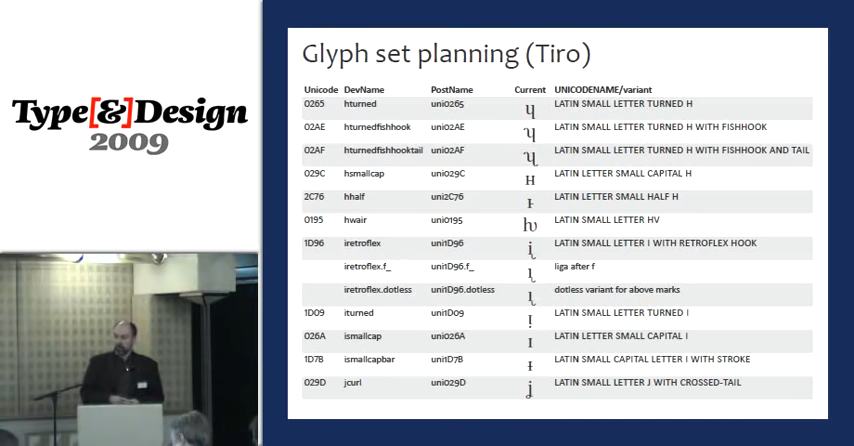 Type[&]Design
2009
Glyph set planning (Tiro)
Unicode DevName PostName Current UNICODENAME/variant
0265 hturned uni0265 ɥ LATIN SMALL LETTER TURNED H
02AE hturnedfishhook uni02AE ʮ LATIN SMALL LETTER TURNED H WITH FISHHOOK
02AF hturnedfishhooktail uni02AF ʯ LATIN SMALL LETTER TURNED H WITH FISHHOOK AND TAIL
029C hsmallcap uni029C ʜ LATIN LETTER SMALL CAPITAL H
2C76 hhalf uni2C76 ⱶ LATIN SMALL LETTER HALF H
0195 hwair uni0195 ƕ LATIN SMALL LETTER HV
1D96 iretroflex uni1D96 ᶖ LATIN SMALL LETTER I WITH RETROFLEX HOOK
iretroflex.f_ uni1D96.f_ liga after f
iretroflex.dotless uni1D96.dotless dotless variant for above marks
1D09 iturned uni1D09 ᴉ LATIN SMALL LETTER TURNED I
026A ismallcap uni026A ɪ LATIN LETTER SMALL CAPITAL I
1D7B ismallcapbar uni1D7B ᵻ LATIN SMALL CAPITAL LETTER I WITH STROKE
029D jcurl uni029D ʝ LATIN SMALL LETTER J WITH CROSSED-TAIL